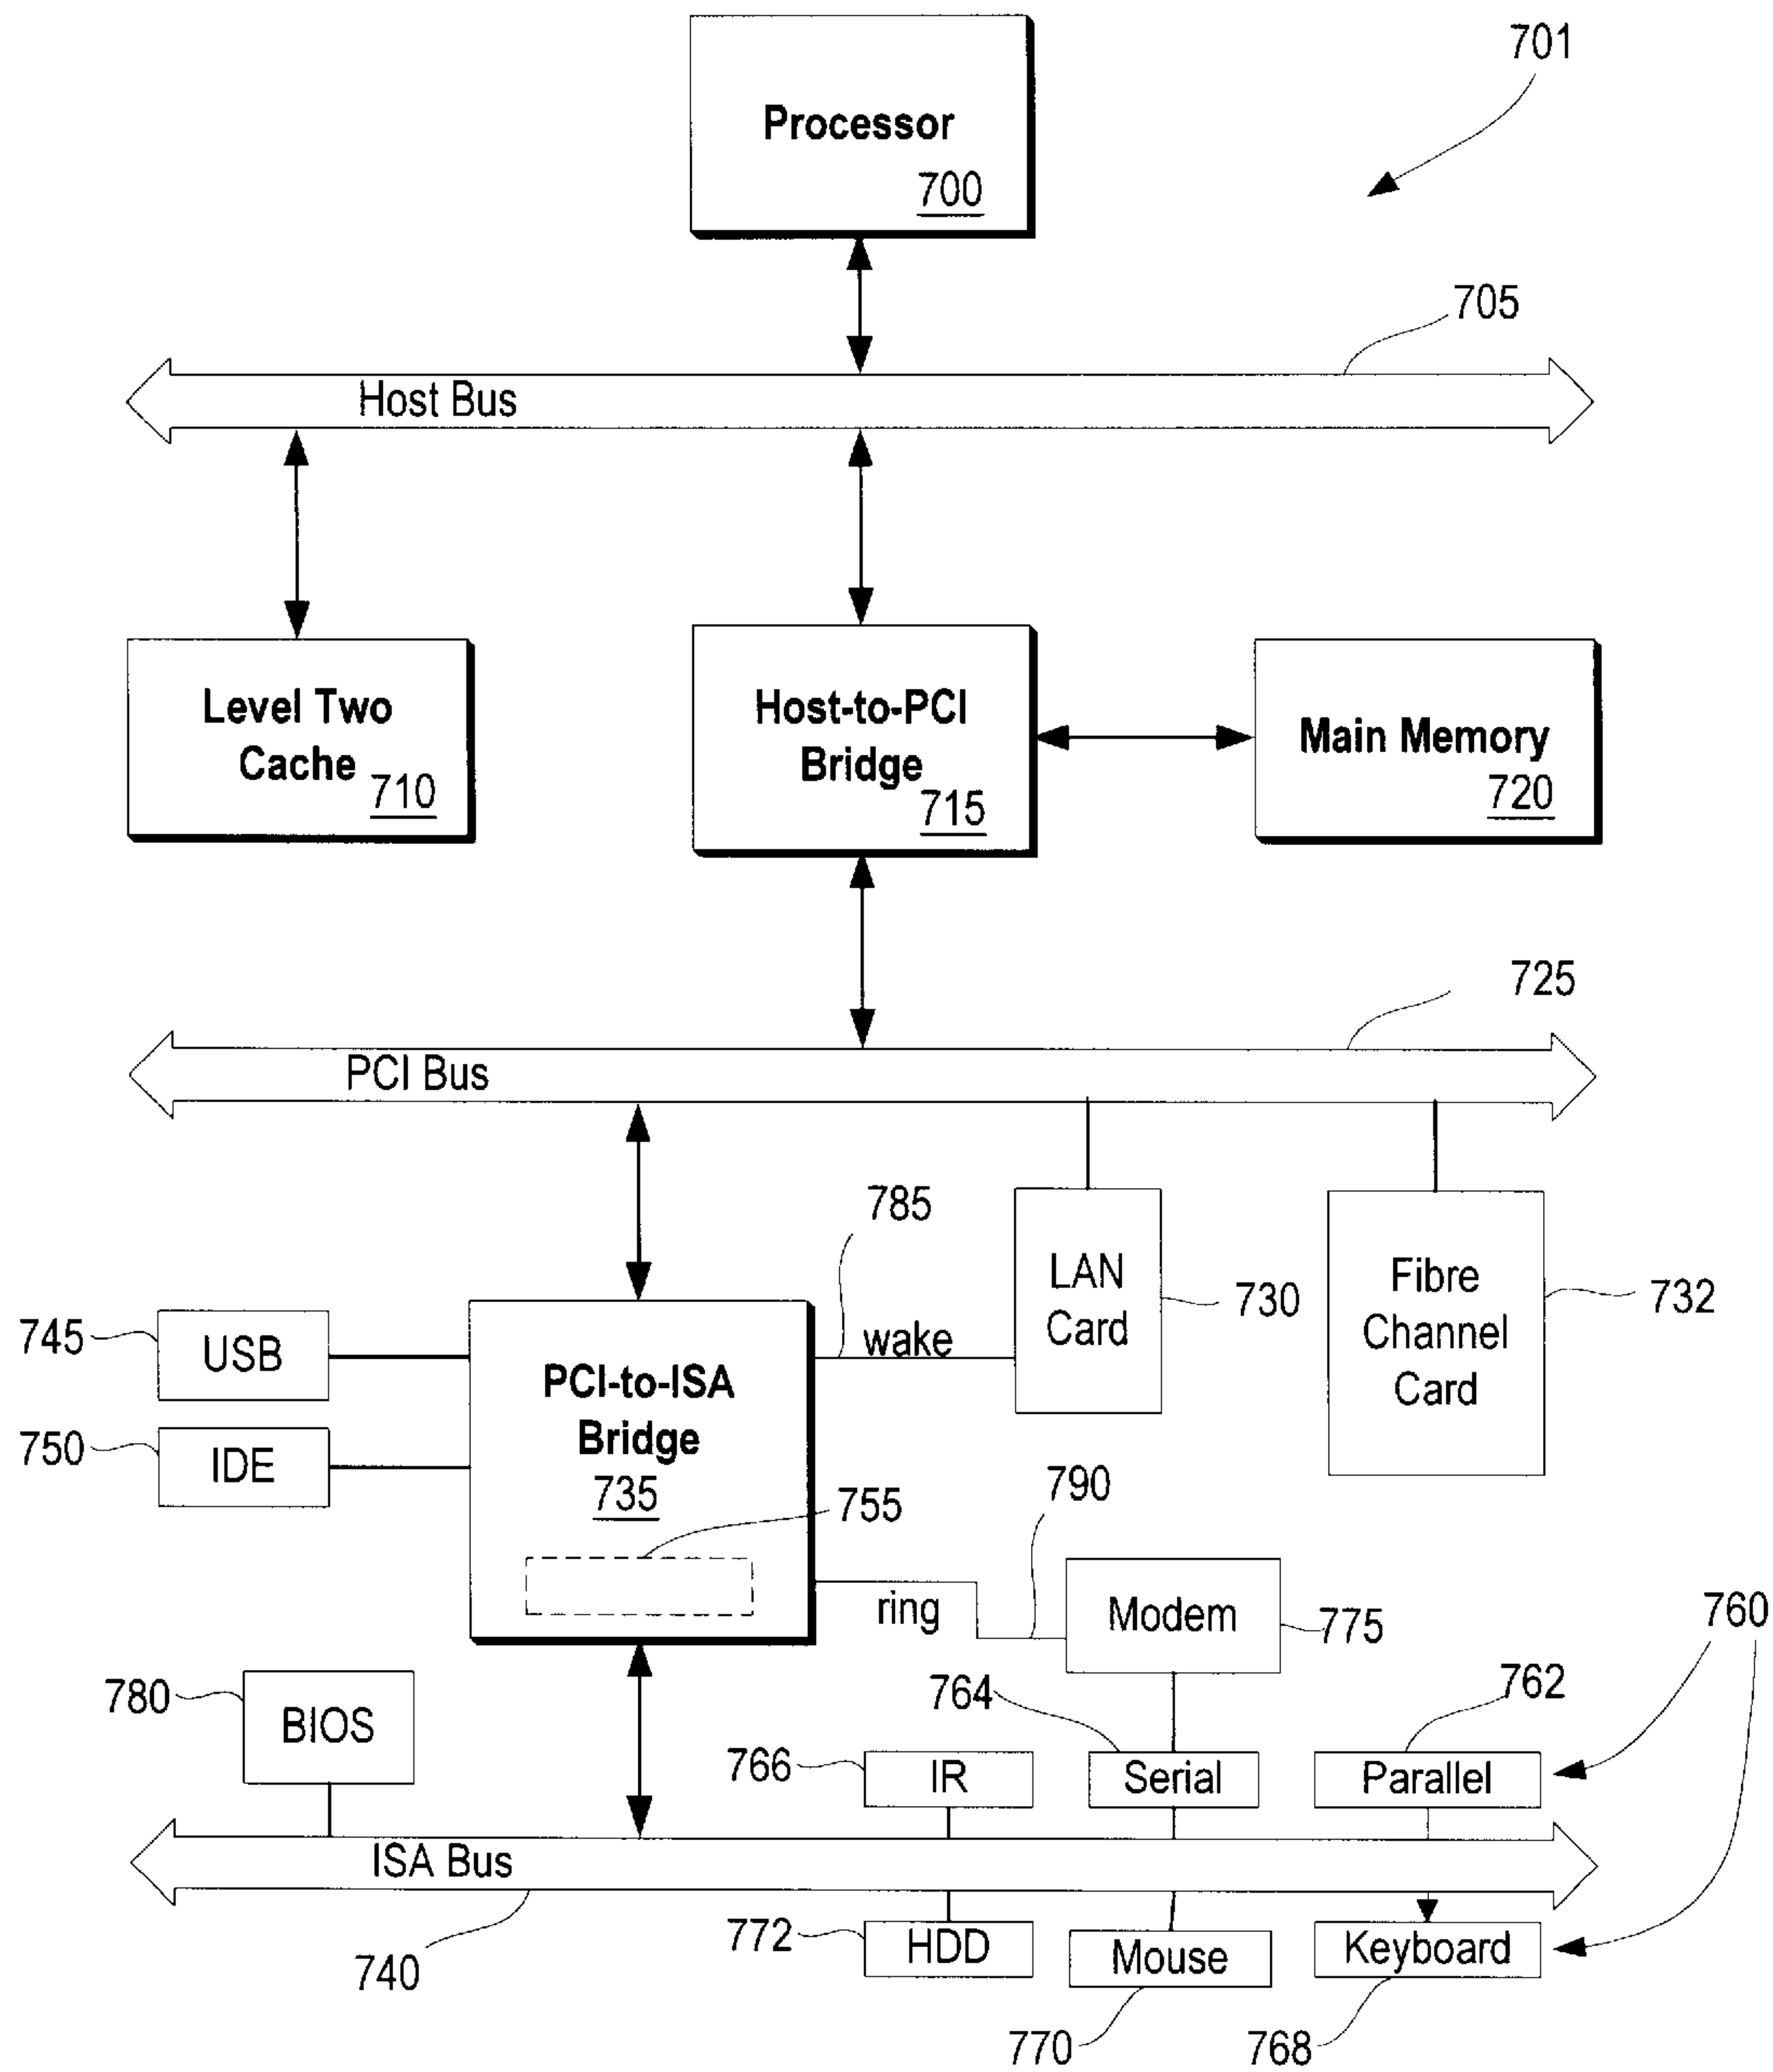 701
Processor
700
705
Host Bus
Level Two
Cache
710
Host-to-PCI
Bridge
715
Main Memory
720
725
PCI Bus
785
LAN
Card
730
Fibre
Channel
Card
732
745
USB
wake
PCI-to-ISA
Bridge
735
750
IDE
755
790
ring
Modem
775
760
780
BIOS
764
762
766
IR
Serial
Parallel
ISA Bus
740
772
HDD
Mouse
Keyboard
770
768